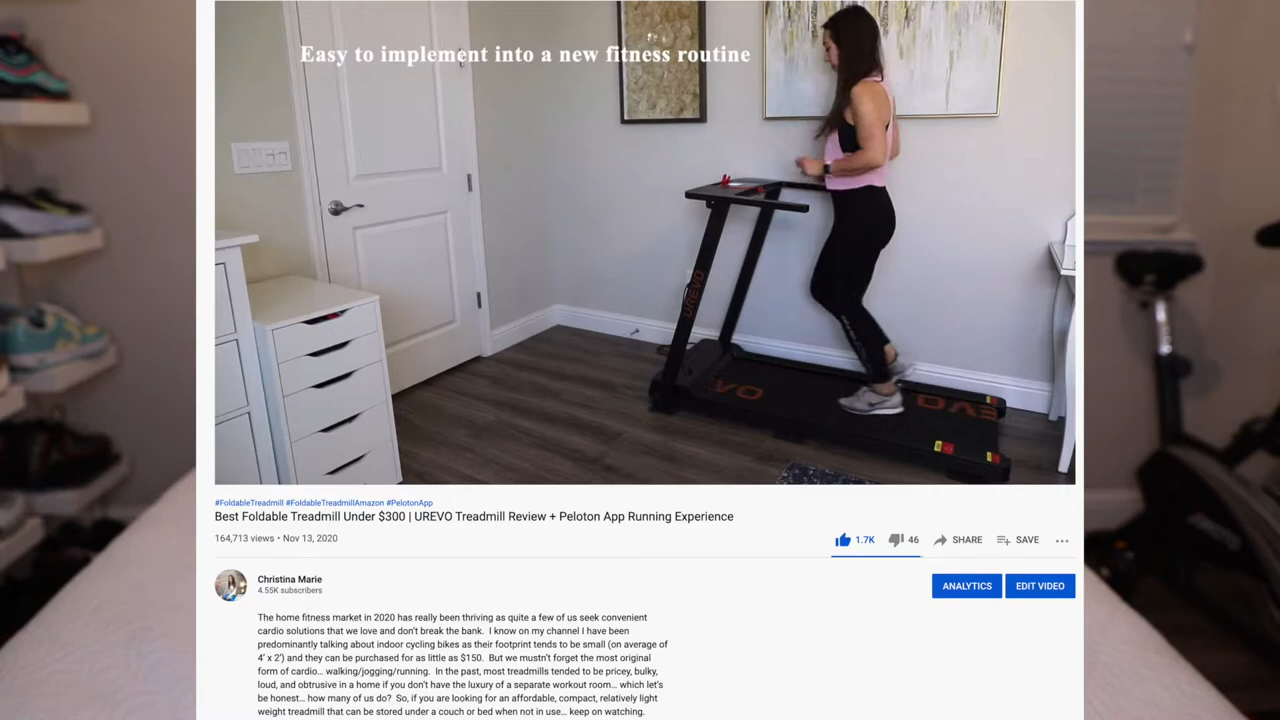 Easy to implement into a new fitness routine
UREVO
VO
EVO
#FoldableTreadmill #FoldableTreadmillAmazon #PelotonApp
Best Foldable Treadmill Under $300 | UREVO Treadmill Review + Peloton App Running Experience
164,713 views • Nov 13, 2020
1.7K 46 SHARE SAVE
Christina Marie
4.55K subscribers
ANALYTICS EDIT VIDEO
The home fitness market in 2020 has really been thriving as quite a few of us seek convenient
cardio solutions that we love and don't break the bank. I know on my channel I have been
predominantly talking about indoor cycling bikes as their footprint tends to be small (on average of
4' x 2') and they can be purchased for as little as $150. But we mustn't forget the most original
form of cardio... walking/jogging/running. In the past, most treadmills tended to be pricey, bulky,
loud, and obtrusive in a home if you don't have the luxury of a separate workout room... which let's
be honest... how many of us do? So, if you are looking for an affordable, compact, relatively light
weight treadmill that can be stored under a couch or bed when not in use... keep on watching.